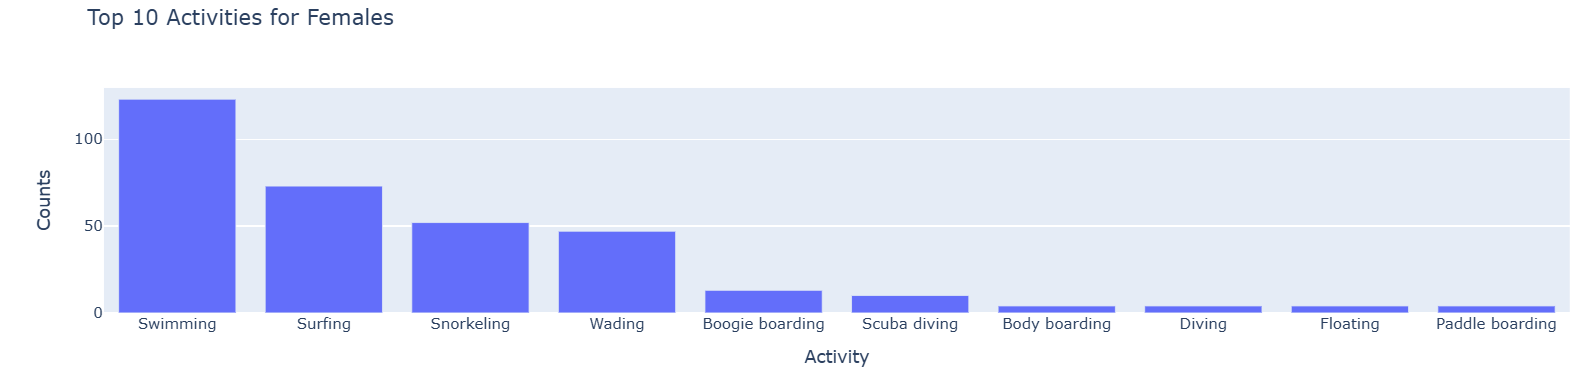 Top 10 Activities for Females
Counts
100
50
0
Swimming Surfing Snorkeling Wading Boogie boarding Scuba diving Body boarding Diving Floating Paddle boarding
Activity